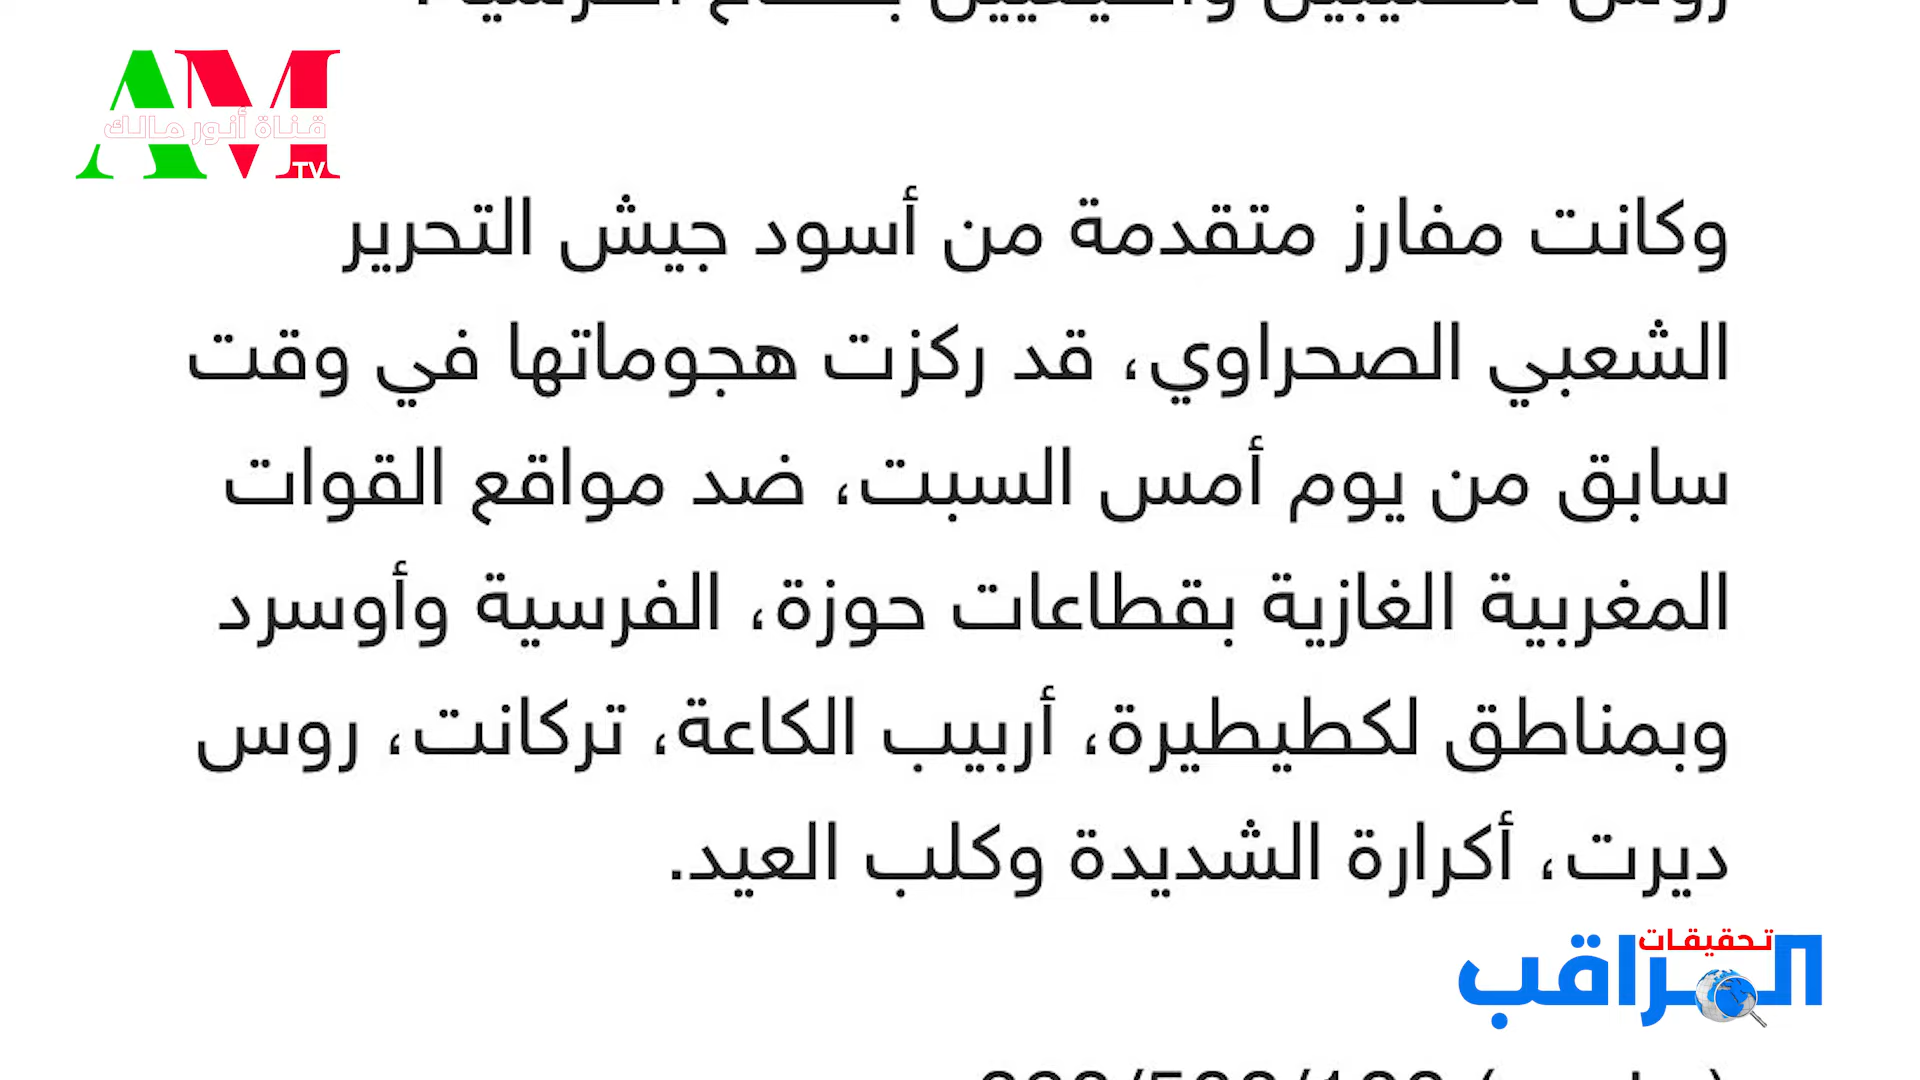 AM
قناة أنور مالك
TV
وكانت مفارز متقدمة من أسود جيش التحرير
الشعبي الصحراوي، قد ركزت هجوماتها في وقت
سابق من يوم أمس السبت، ضد مواقع القوات
المغربية الغازية بقطاعات حوزة، الفرسية وأوسرد
وبمناطق لكطيطيرة، أربيب الكاعة، تركانت، روس
ديرت، أكرارة الشديدة وكلب العيد.
تحقيقات
المراقب